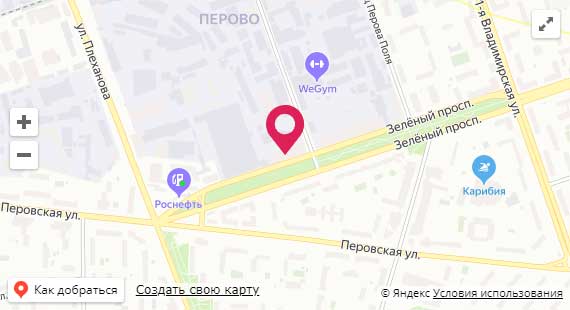 ПЕРОВО
ул. Плеханова
Перова Поля
1-я Владимирская ул.
WeGym
Зелёный просп.
Зелёный просп.
Роснефть
Карибия
Перовская ул.
Перовская ул.
Как добраться
Создать свою карту
© Яндекс Условия использования